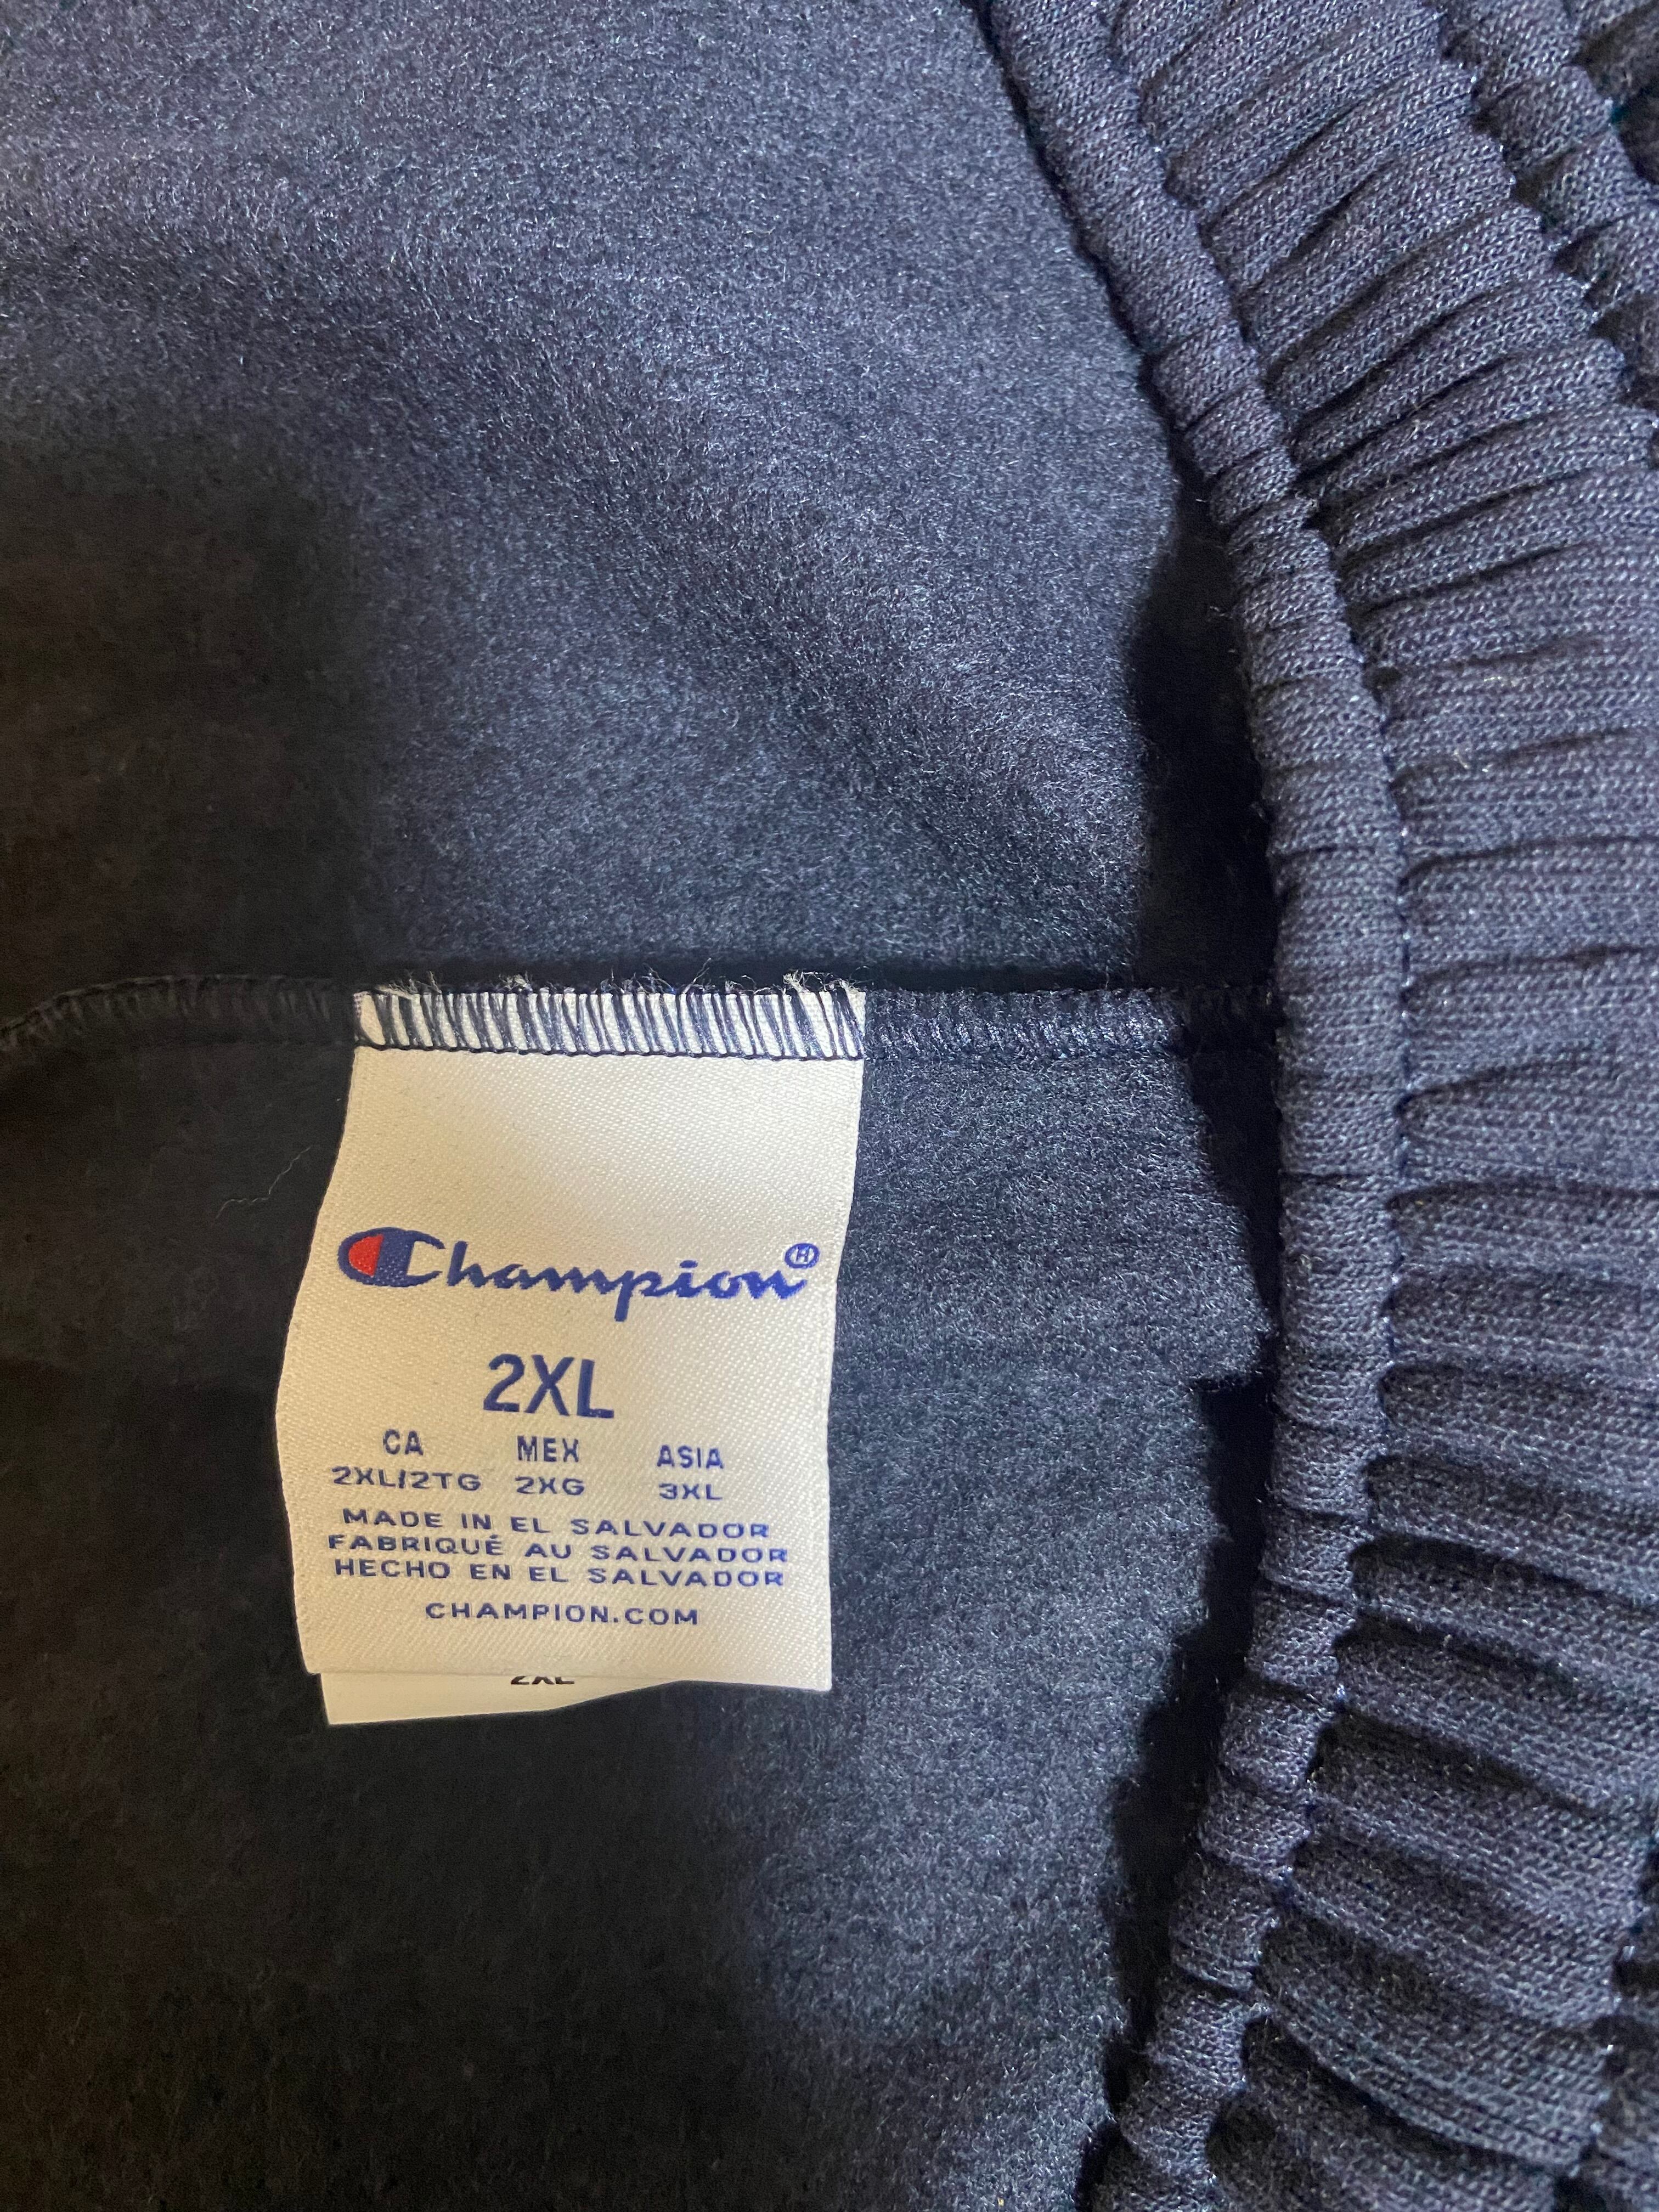 Champion
2XL
CA MEX ASIA
2XL/2TG 2XG 3XL
MADE IN EL SALVADOR
FABRIQUÉ AU SALVADOR
HECHO EN EL SALVADOR
CHAMPION.COM
2XL